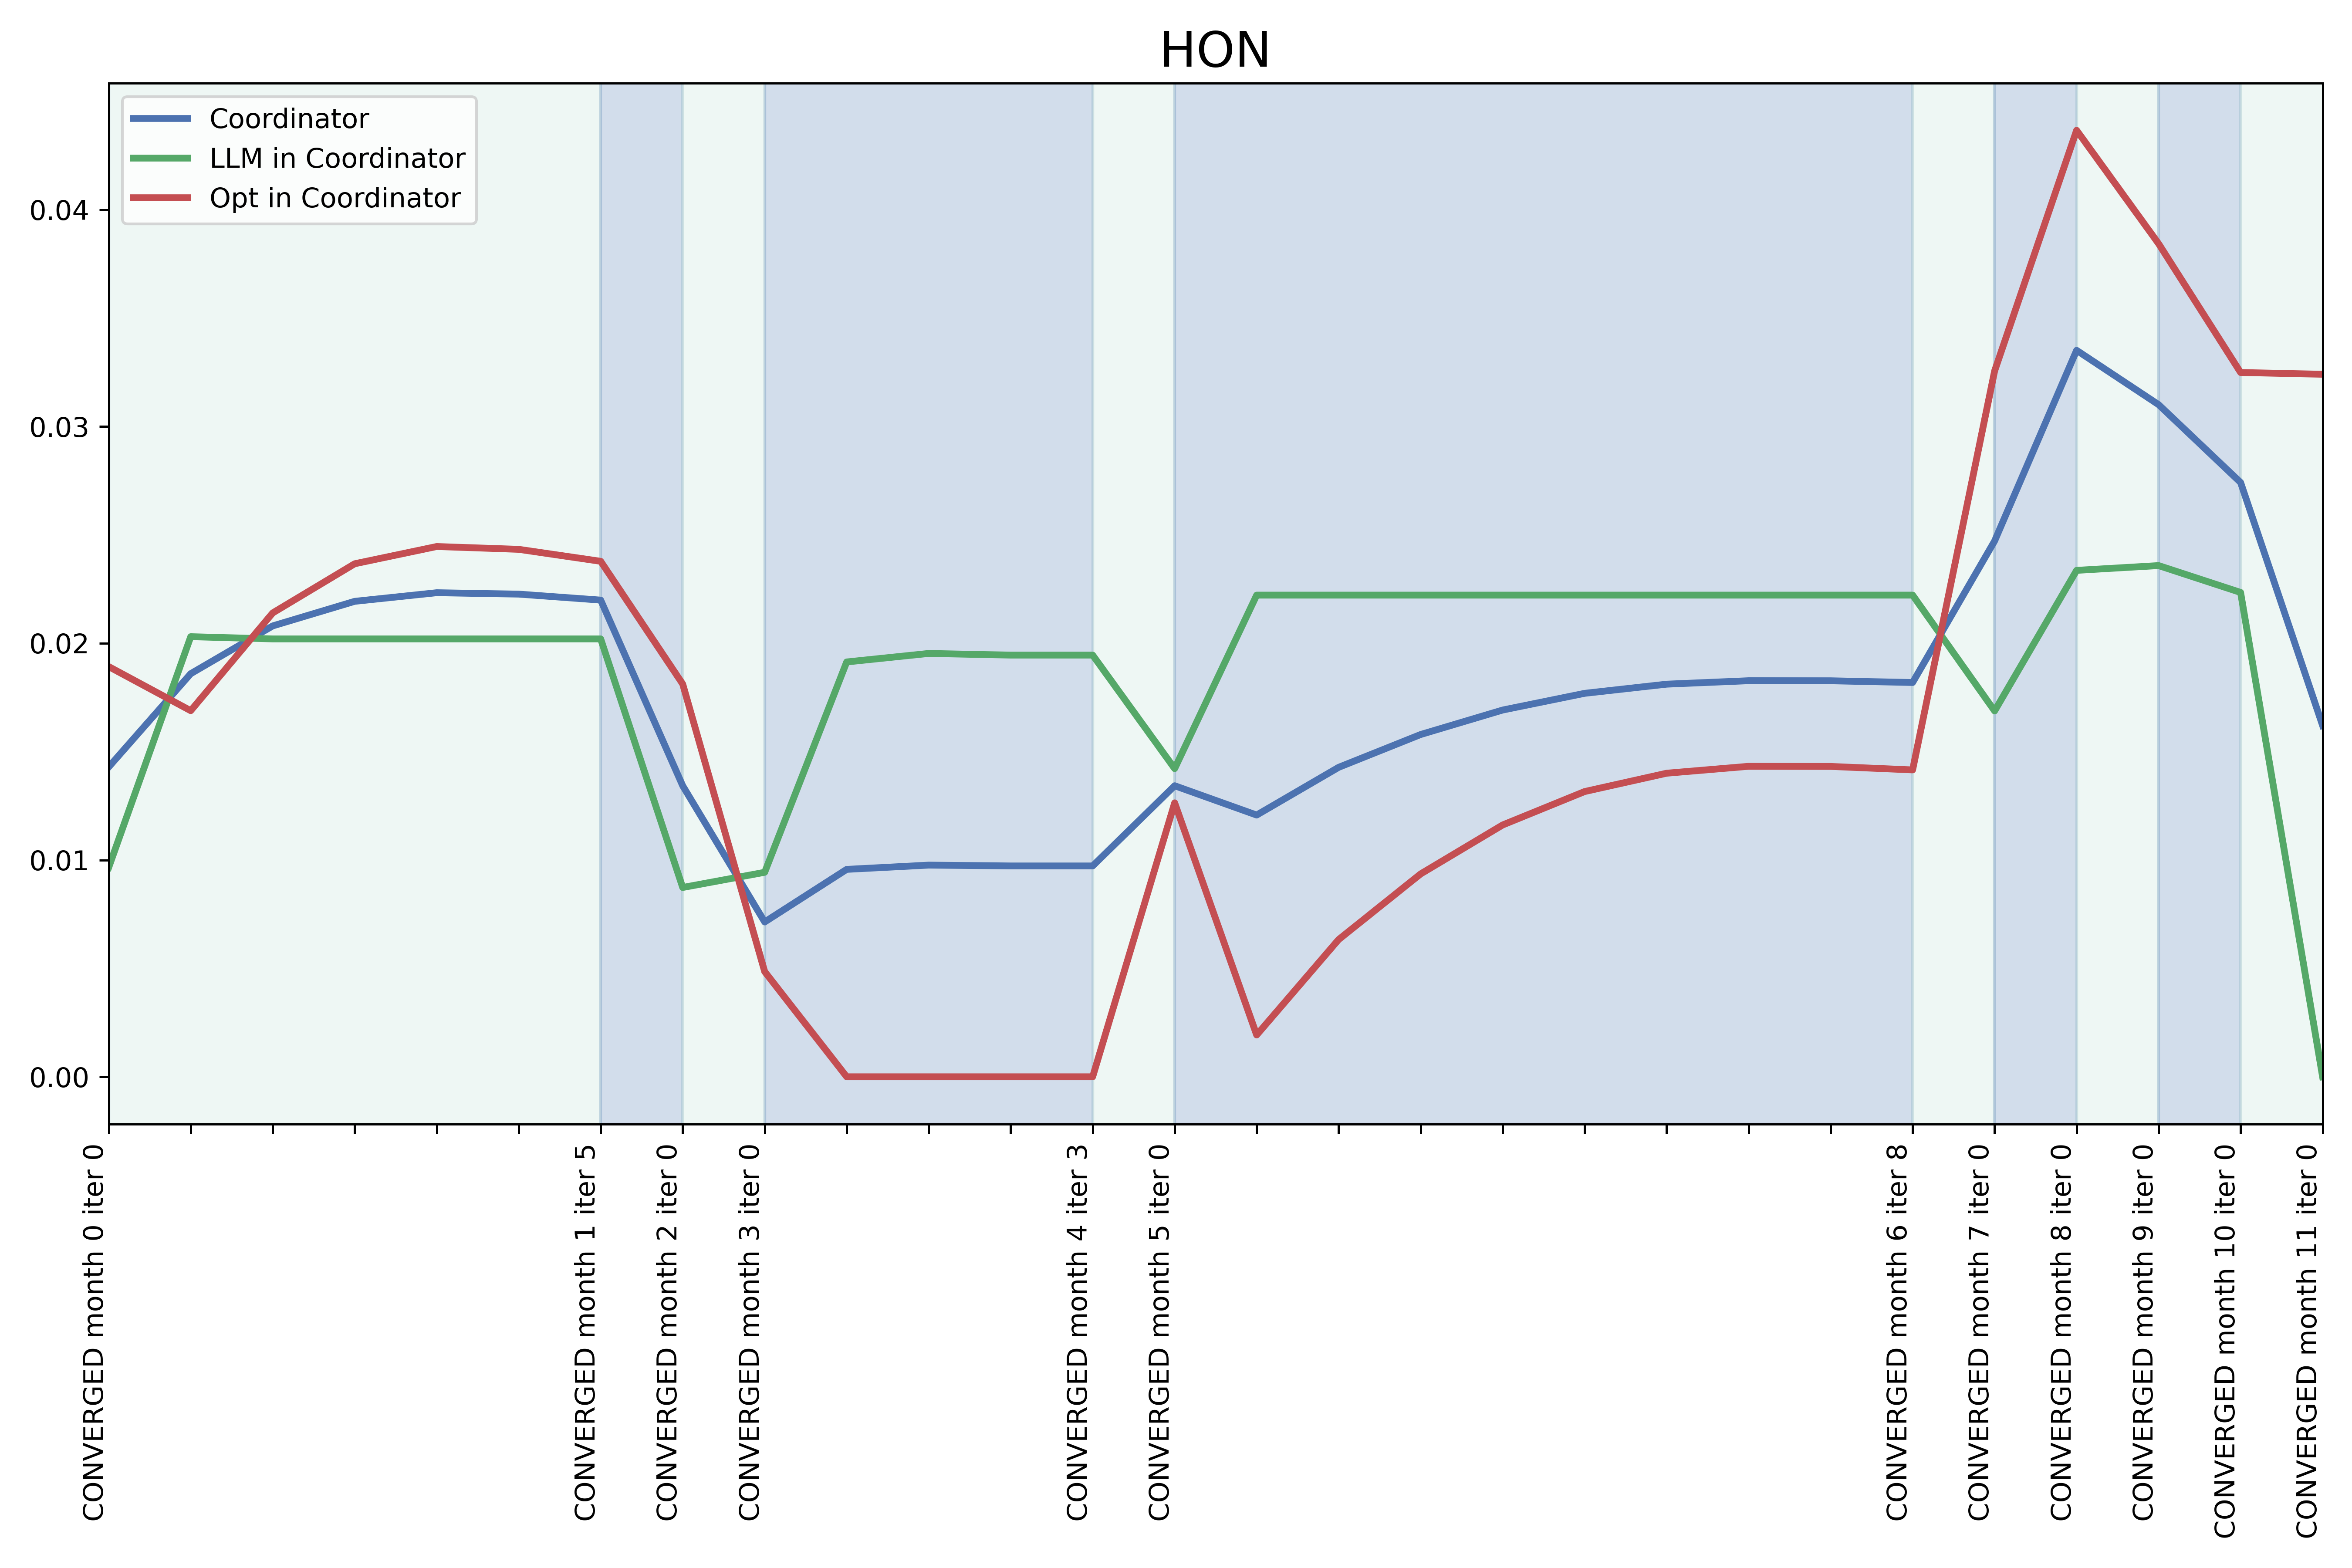 HON
Coordinator
LLM in Coordinator
Opt in Coordinator
0.04
0.03
0.02
0.01
0.00
CONVERGED month 0 iter 0
CONVERGED month 1 iter 5
CONVERGED month 2 iter 0
CONVERGED month 3 iter 0
CONVERGED month 4 iter 3
CONVERGED month 5 iter 0
CONVERGED month 6 iter 8
CONVERGED month 7 iter 0
CONVERGED month 8 iter 0
CONVERGED month 9 iter 0
CONVERGED month 10 iter 0
CONVERGED month 11 iter 0